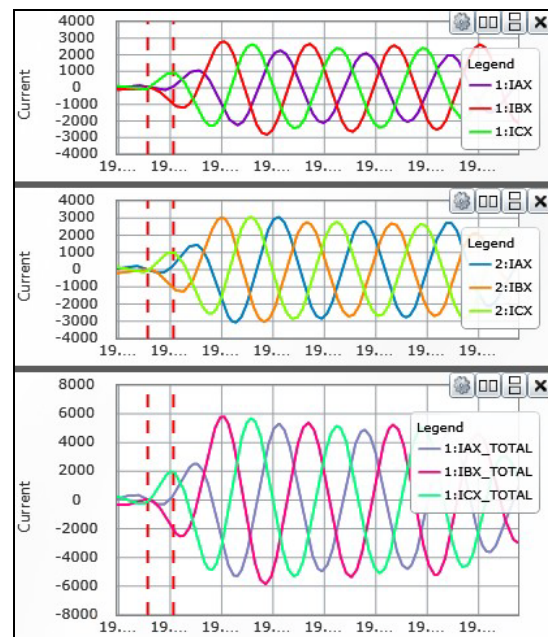 4000
3000
2000
1000
0
-1000
-2000
-3000
-4000
Current
Legend
1:IAX
1:IBX
1:ICX
19.... 19.... 19.... 19.... 19.... 19.... 19.... 19....
4000
3000
2000
1000
0
-1000
-2000
-3000
-4000
Current
Legend
2:IAX
2:IBX
2:ICX
19.... 19.... 19.... 19.... 19.... 19.... 19.... 19....
8000
6000
4000
2000
0
-2000
-4000
-6000
-8000
Current
Legend
1:IAX_TOTAL
1:IBX_TOTAL
1:ICX_TOTAL
19.... 19.... 19.... 19.... 19.... 19.... 19.... 19....